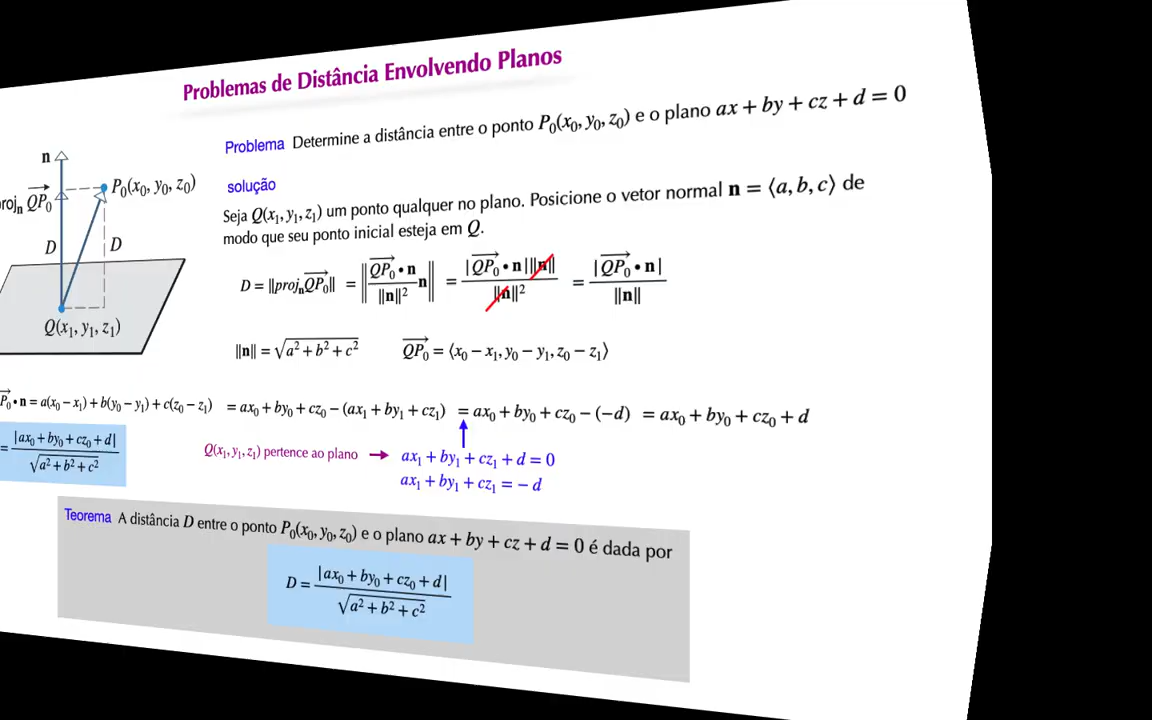 Problemas de Distância Envolvendo Planos
Problema Determine a distância entre o ponto P₀(x₀, y₀, z₀) e o plano ax + by + cz + d = 0
solução
Seja Q(x₁, y₁, z₁) um ponto qualquer no plano. Posicione o vetor normal n = ⟨a, b, c⟩ de
modo que seu ponto inicial esteja em Q.
n
P₀(x₀, y₀, z₀)
rojₙ QP₀
D
D
Q(x₁, y₁, z₁)
D = ||projₙQP₀|| = ||(QP₀ • n / ||n||²) n|| = |QP₀ • n| ||n|| / ||n||² = |QP₀ • n| / ||n||
||n|| = √(a² + b² + c²) QP₀ = ⟨x₀ − x₁, y₀ − y₁, z₀ − z₁⟩
P₀ • n = a(x₀ − x₁) + b(y₀ − y₁) + c(z₀ − z₁) = ax₀ + by₀ + cz₀ − (ax₁ + by₁ + cz₁) = ax₀ + by₀ + cz₀ − (−d) = ax₀ + by₀ + cz₀ + d
= |ax₀ + by₀ + cz₀ + d| / √(a² + b² + c²)
Q(x₁, y₁, z₁) pertence ao plano → ax₁ + by₁ + cz₁ + d = 0
ax₁ + by₁ + cz₁ = − d
Teorema A distância D entre o ponto P₀(x₀, y₀, z₀) e o plano ax + by + cz + d = 0 é dada por
D = |ax₀ + by₀ + cz₀ + d| / √(a² + b² + c²)